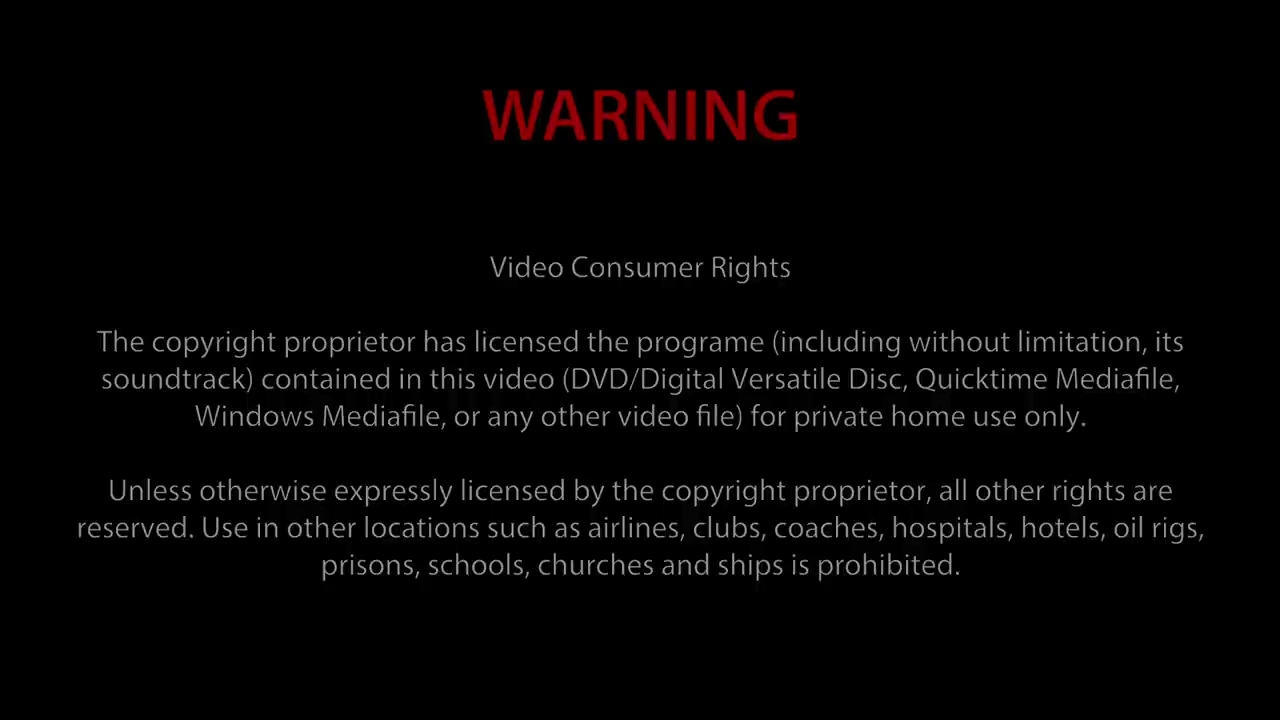 WARNING
Video Consumer Rights
The copyright proprietor has licensed the programe (including without limitation, its
soundtrack) contained in this video (DVD/Digital Versatile Disc, Quicktime Mediafile,
Windows Mediafile, or any other video file) for private home use only.
Unless otherwise expressly licensed by the copyright proprietor, all other rights are
reserved. Use in other locations such as airlines, clubs, coaches, hospitals, hotels, oil rigs,
prisons, schools, churches and ships is prohibited.